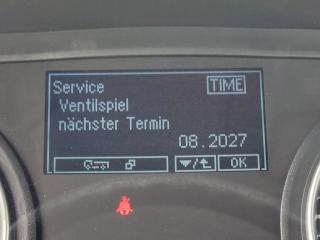 Service TIME
Ventilspiel
nächster Termin
08.2027
OK